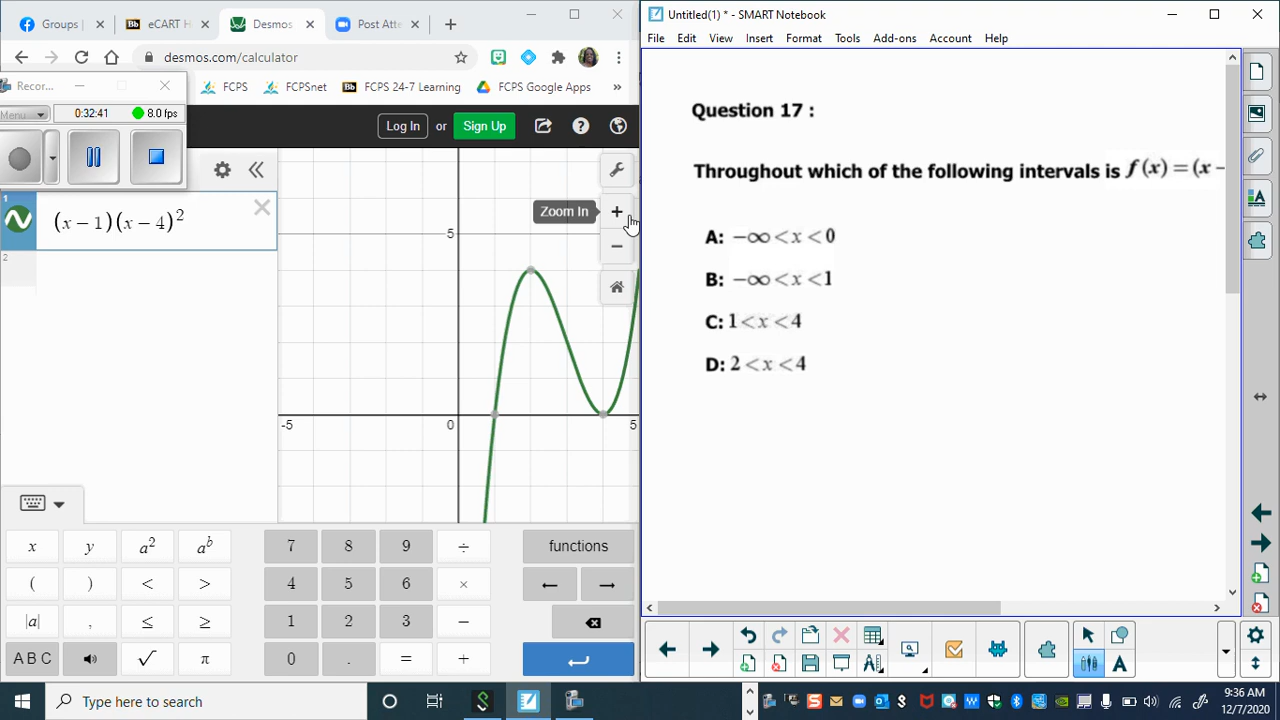 Groups
eCART H
Desmos
Post Atte
desmos.com/calculator
FCPS
FCPSnet
Bb
FCPS 24-7 Learning
FCPS Google Apps
Recor...
0:32:41
8.0 fps
Log In
or
Sign Up
1
(x − 1)(x − 4)²
2
Zoom In
5
-5
0
5
x
y
a²
aᵇ
7
8
9
÷
functions
(
)
<
>
4
5
6
×
|a|
,
≤
≥
1
2
3
−
A B C
√
π
0
.
=
+
Untitled(1) * - SMART Notebook
File
Edit
View
Insert
Format
Tools
Add-ons
Account
Help
Question 17 :
Throughout which of the following intervals is f(x) = (x −
A: −∞ < x < 0
B: −∞ < x < 1
C: 1 < x < 4
D: 2 < x < 4
Type here to search
9:36 AM
12/7/2020